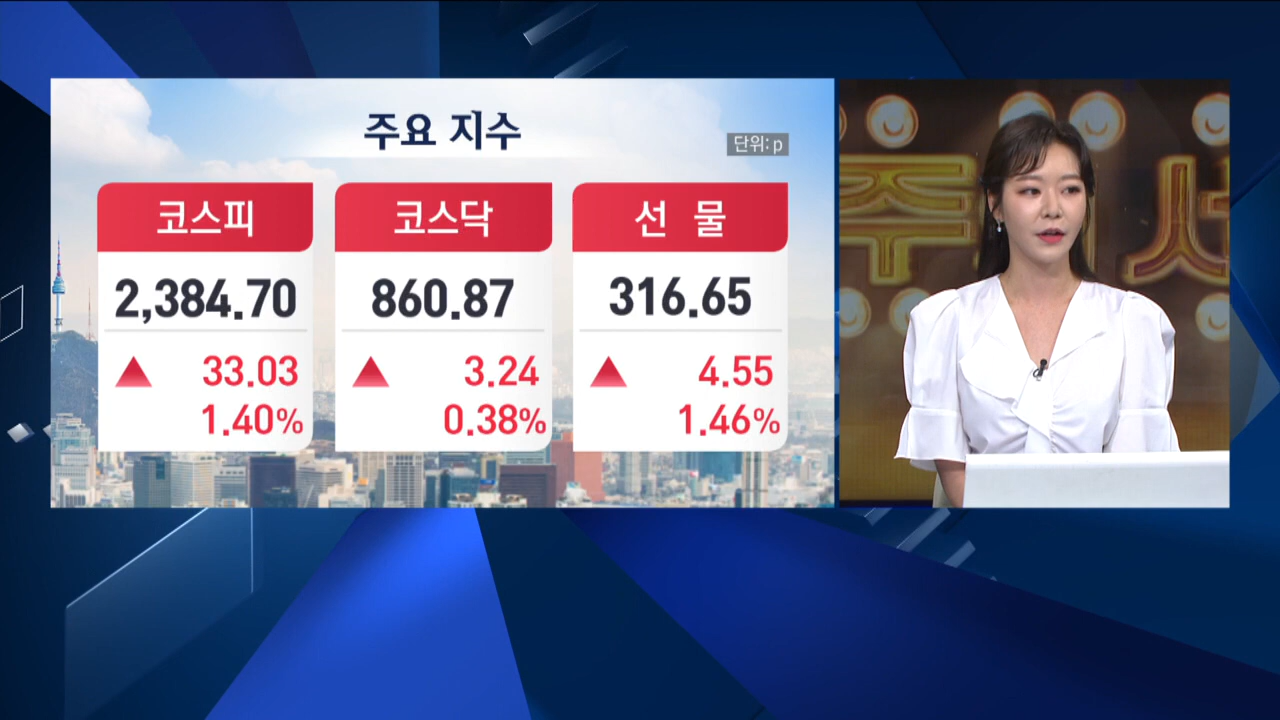 주요 지수
단위:p
코스피
2,384.70
▲ 33.03
1.40%
코스닥
860.87
▲ 3.24
0.38%
선 물
316.65
▲ 4.55
1.46%